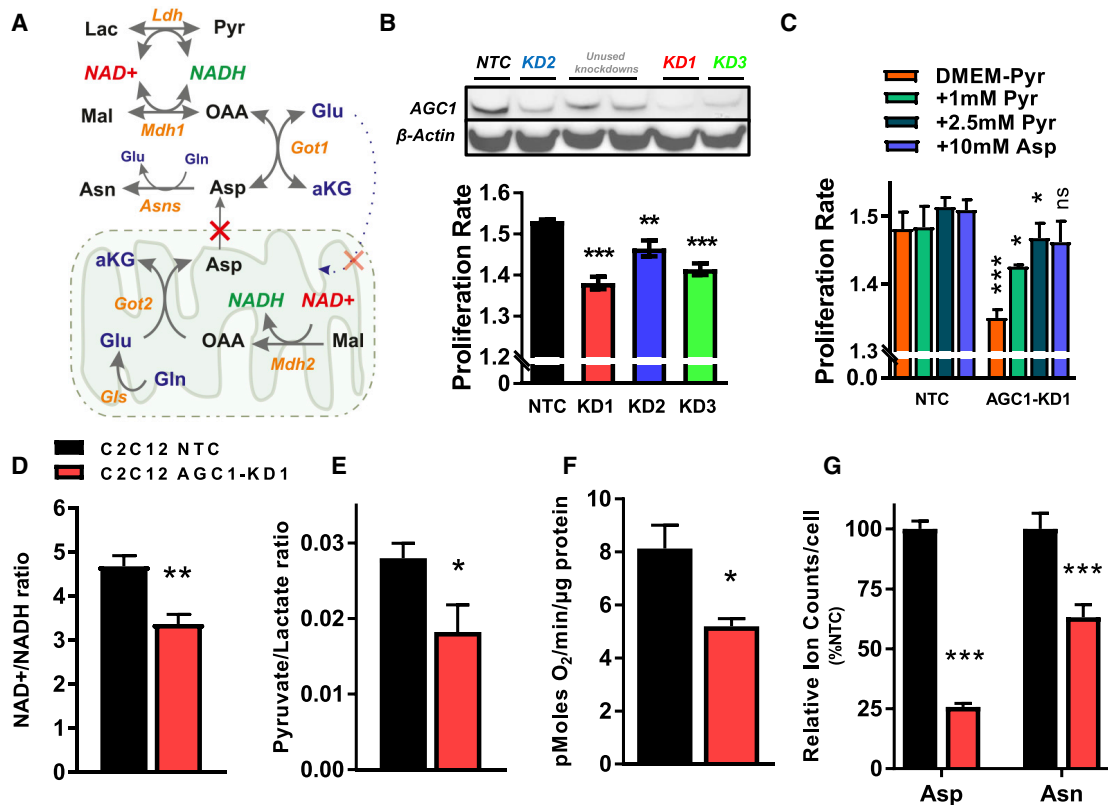 A
Ldh
Lac
Pyr
NAD+
NADH
Mal
OAA
Glu
Mdh1
Got1
Glu
Gln
Asn
Asp
aKG
Asns
aKG
Asp
Got2
NADH
NAD+
Glu
OAA
Mal
Mdh2
Gln
Gls
B
Unused
knockdowns
NTC KD2 KD1 KD3
AGC1
β-Actin
Proliferation Rate
1.6
1.5
1.4
1.3
1.2
0
***
**
***
NTC KD1 KD2 KD3
C
DMEM-Pyr
+1mM Pyr
+2.5mM Pyr
+10mM Asp
Proliferation Rate
1.5
1.4
1.3
0.0
***
*
*
ns
NTC AGC1-KD1
C2C12 NTC
C2C12 AGC1-KD1
D
NAD+/NADH ratio
6
5
4
3
2
1
0
**
E
Pyruvate/Lactate ratio
0.03
0.02
0.01
0.00
*
F
pMoles O₂/min/µg protein
10
8
6
4
2
0
*
G
Relative Ion Counts/cell
(%NTC)
100
75
50
25
0
***
***
Asp Asn